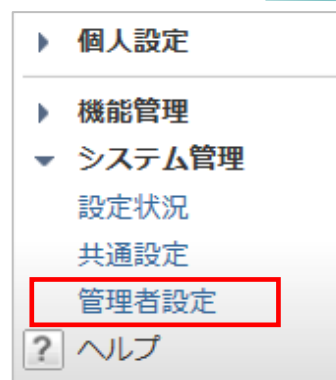 個人設定
機能管理
システム管理
設定状況
共通設定
管理者設定
? ヘルプ